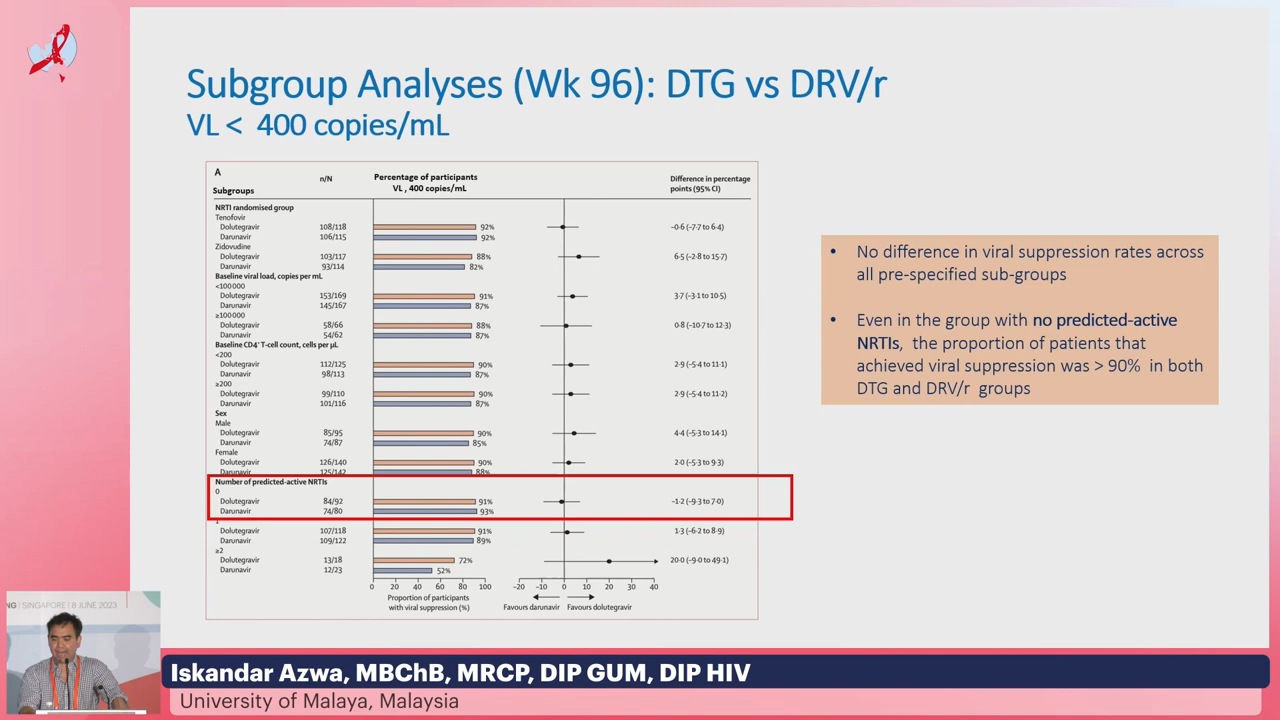 Subgroup Analyses (Wk 96): DTG vs DRV/r
VL < 400 copies/mL
A
Subgroups
n/N
Percentage of participants
VL , 400 copies/mL
Difference in percentage
points (95% CI)
NRTI randomised group
Tenofovir
Dolutegravir 108/118 92% -0·6 (-7·7 to 6·4)
Darunavir 106/115 92%
Zidovudine
Dolutegravir 103/117 88% 6·5 (-2·8 to 15·7)
Darunavir 93/114 82%
Baseline viral load, copies per mL
<100 000
Dolutegravir 153/169 91% 3·7 (-3·1 to 10·5)
Darunavir 145/167 87%
≥100 000
Dolutegravir 58/66 88% 0·8 (-10·7 to 12·3)
Darunavir 54/62 87%
Baseline CD4+ T-cell count, cells per µL
<200
Dolutegravir 112/125 90% 2·9 (-5·4 to 11·1)
Darunavir 98/113 87%
≥200
Dolutegravir 99/110 90% 2·9 (-5·4 to 11·2)
Darunavir 101/116 87%
Sex
Male
Dolutegravir 85/95 90% 4·4 (-5·3 to 14·1)
Darunavir 74/87 85%
Female
Dolutegravir 126/140 90% 2·0 (-5·3 to 9·3)
Darunavir 125/142 88%
Number of predicted-active NRTIs
0
Dolutegravir 84/92 91% -1·2 (-9·3 to 7·0)
Darunavir 74/80 93%
1
Dolutegravir 107/118 91% 1·3 (-6·2 to 8·9)
Darunavir 109/122 89%
≥2
Dolutegravir 13/18 72% 20·0 (-9·0 to 49·1)
Darunavir 12/23 52%
0 20 40 60 80 100
-20 -10 0 10 20 30 40
Proportion of participants
with viral suppression (%)
Favours darunavir Favours dolutegravir
• No difference in viral suppression rates across
all pre-specified sub-groups
• Even in the group with no predicted-active
NRTIs, the proportion of patients that
achieved viral suppression was > 90% in both
DTG and DRV/r groups
NG | SINGAPORE | 8 JUNE 2023
Iskandar Azwa, MBChB, MRCP, DIP GUM, DIP HIV
University of Malaya, Malaysia